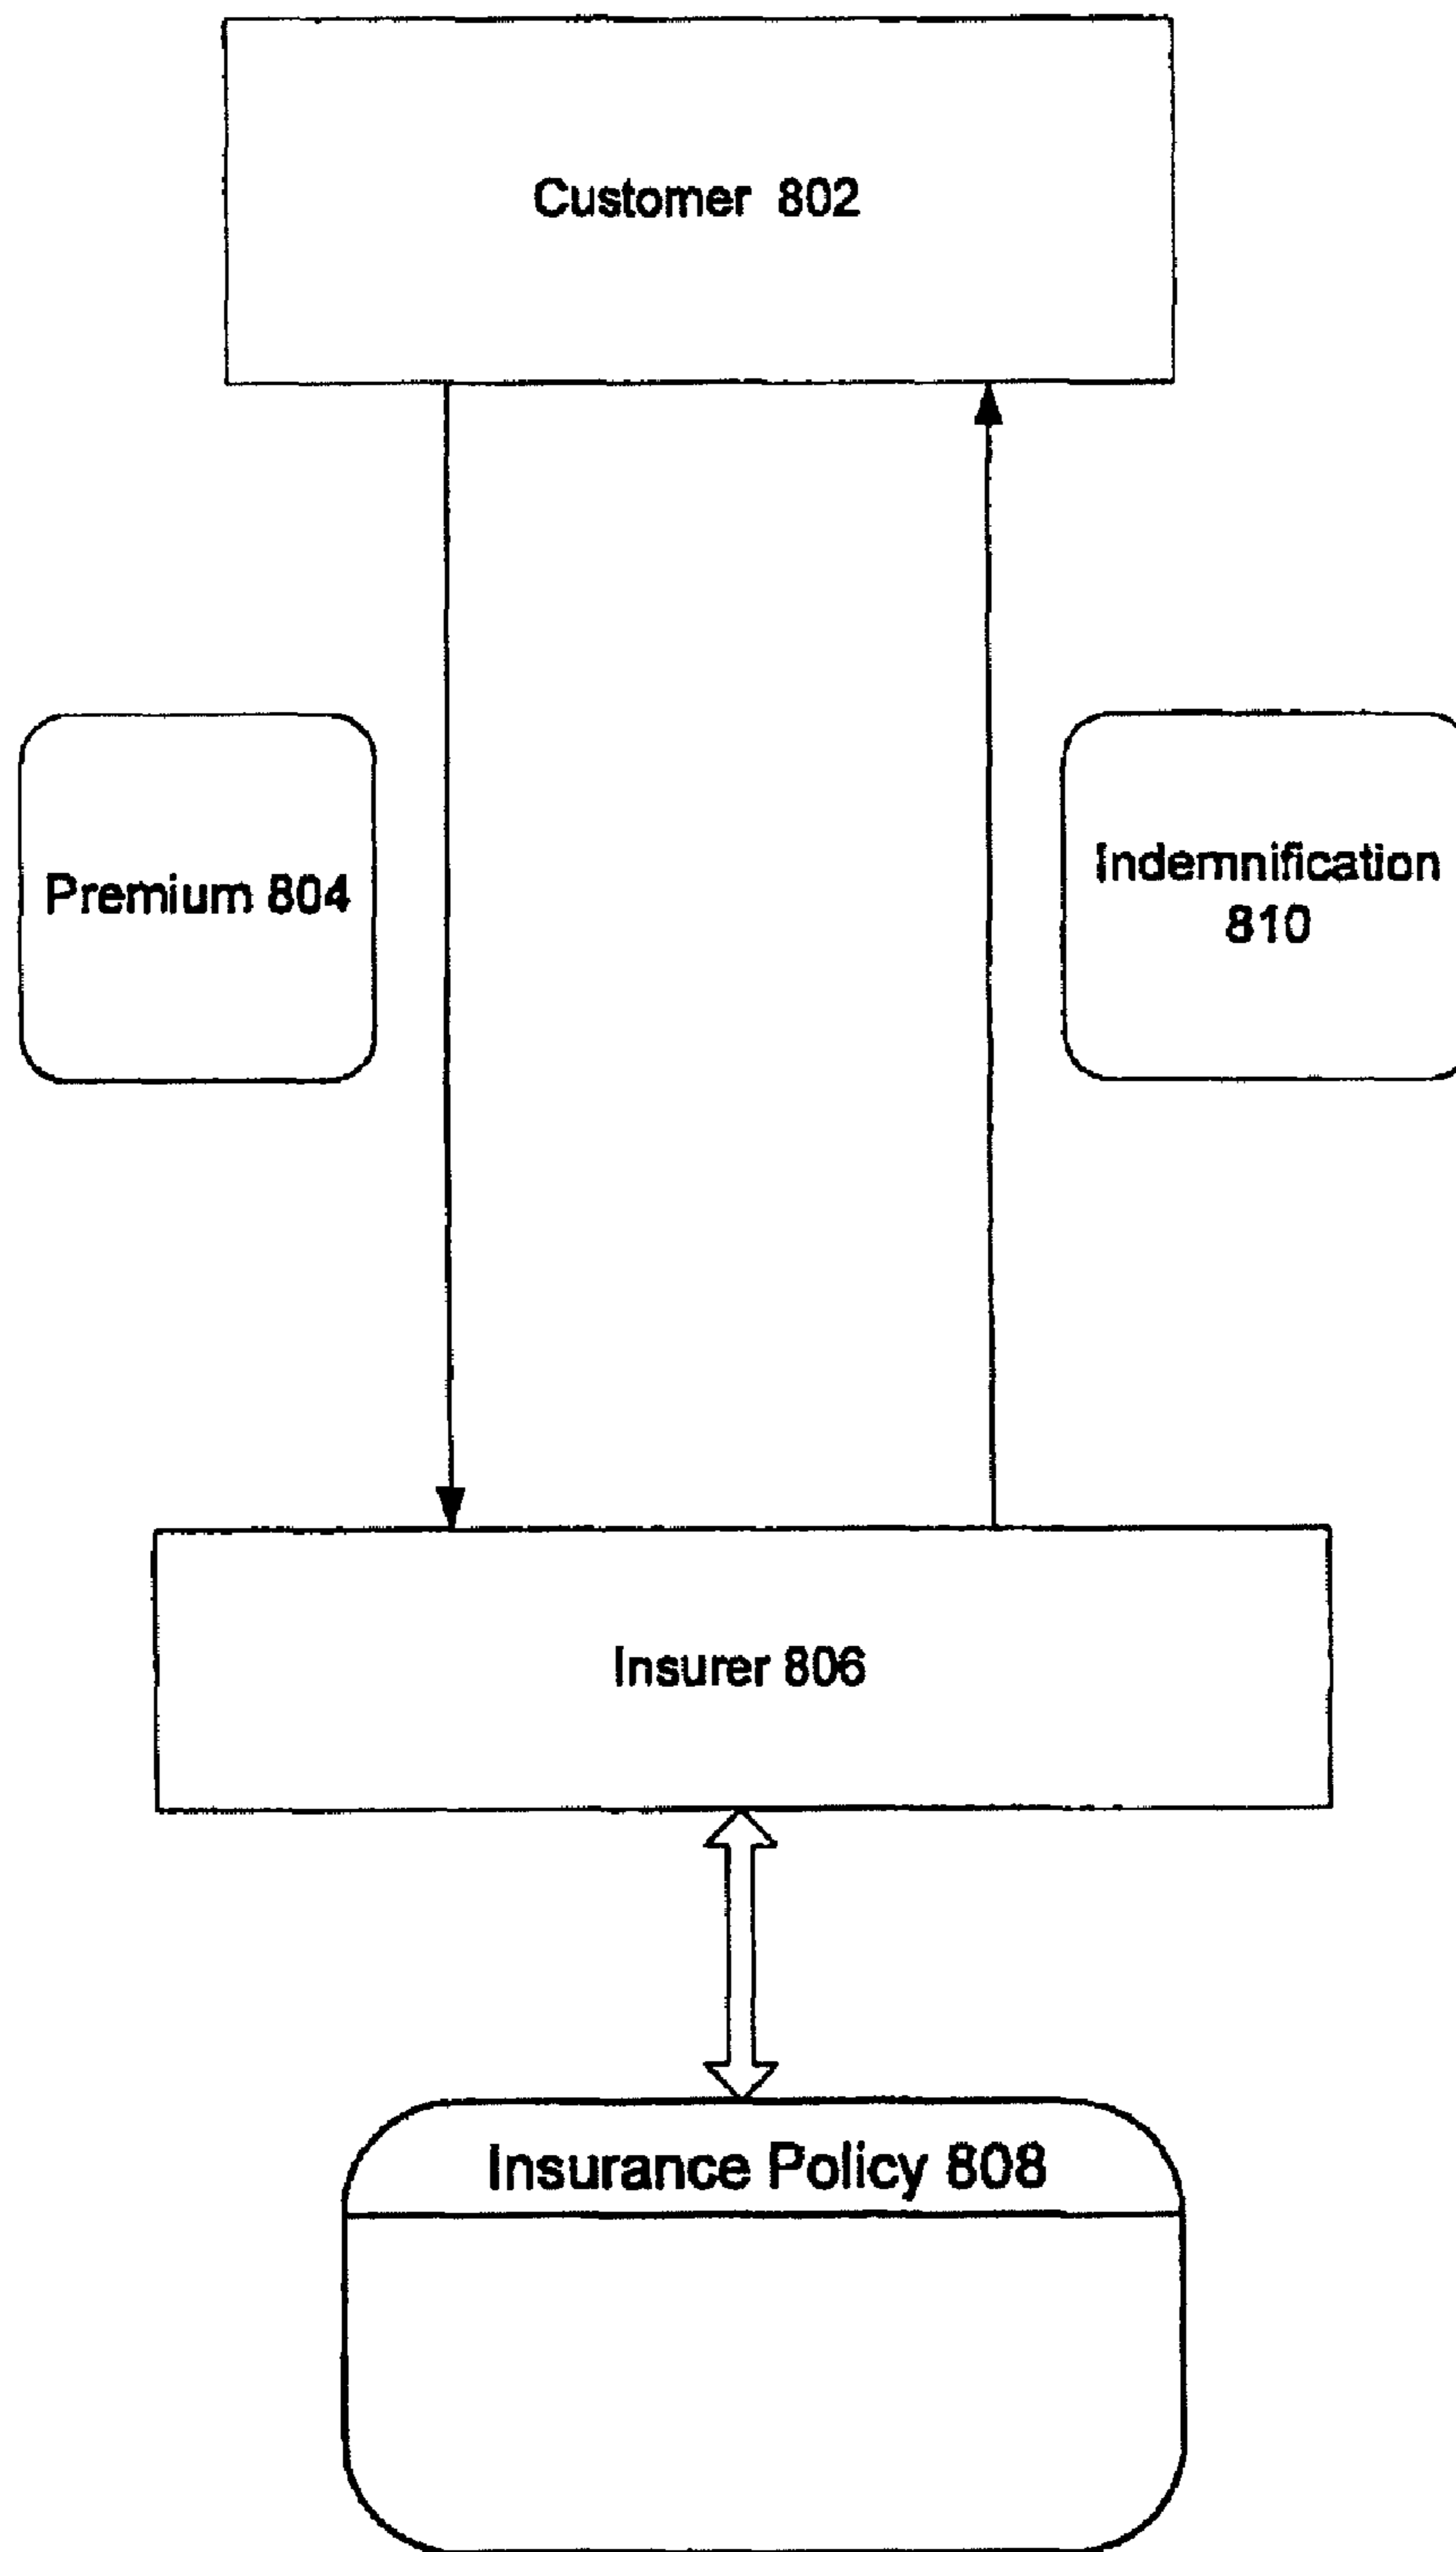 Customer 802
Premium 804
Indemnification
810
Insurer 806
Insurance Policy 808